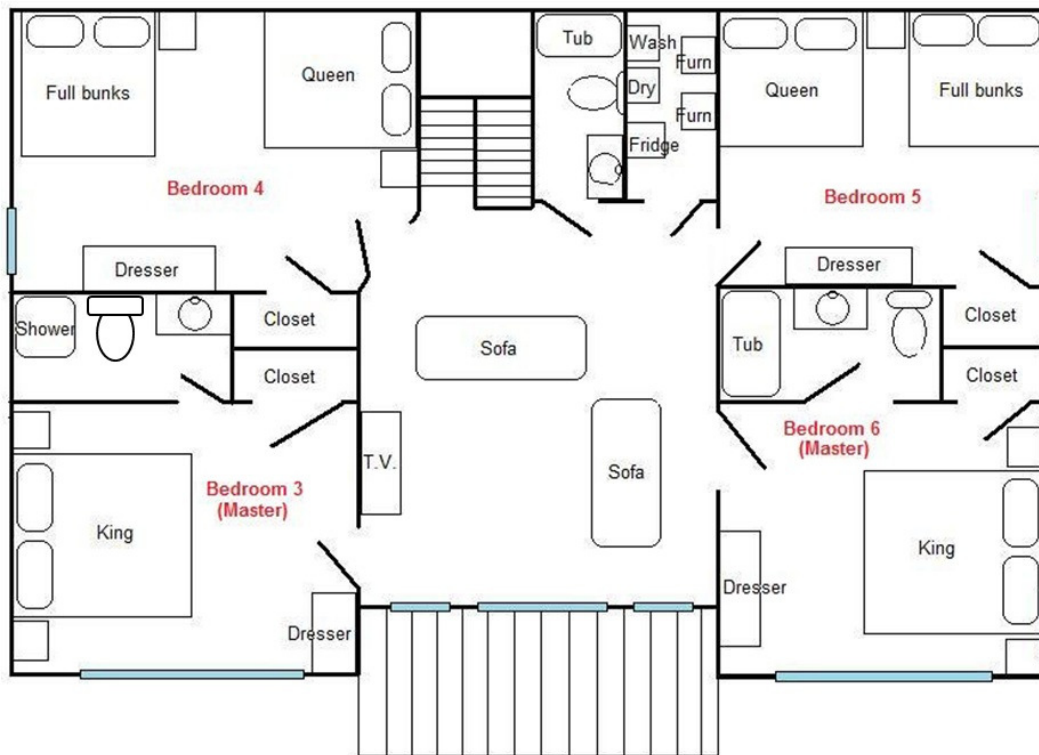 Full bunks
Queen
Bedroom 4
Dresser
Tub
Wash
Furn
Dry
Furn
Fridge
Queen
Full bunks
Bedroom 5
Dresser
Shower
Closet
Closet
Sofa
T.V.
Sofa
Tub
Closet
Closet
Bedroom 3
(Master)
King
Dresser
Bedroom 6
(Master)
King
Dresser